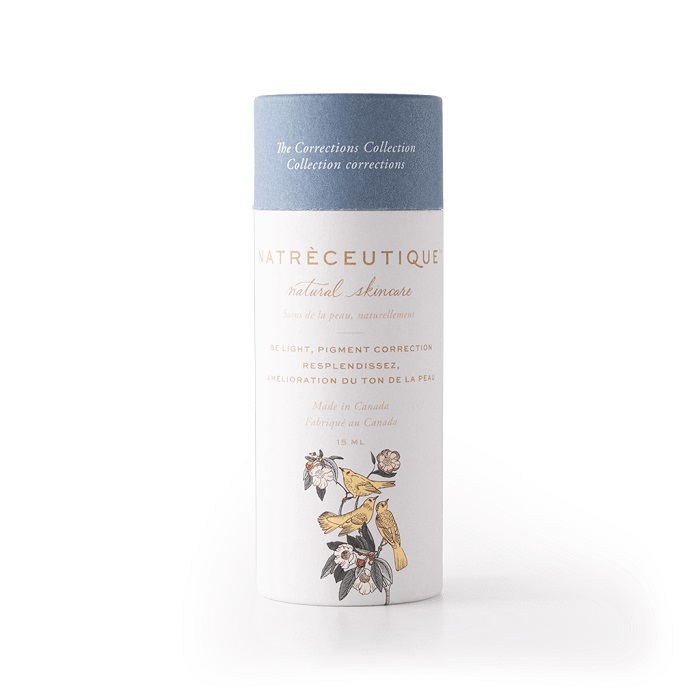 The Corrections Collection
Collection corrections
NATRÈCEUTIQUE™
natural skincare
Soins de la peau, naturellement
BE LIGHT, PIGMENT CORRECTION
RESPLENDISSEZ,
AMÉLIORATION DU TON DE LA PEAU
Made in Canada
Fabriqué au Canada
15 ML